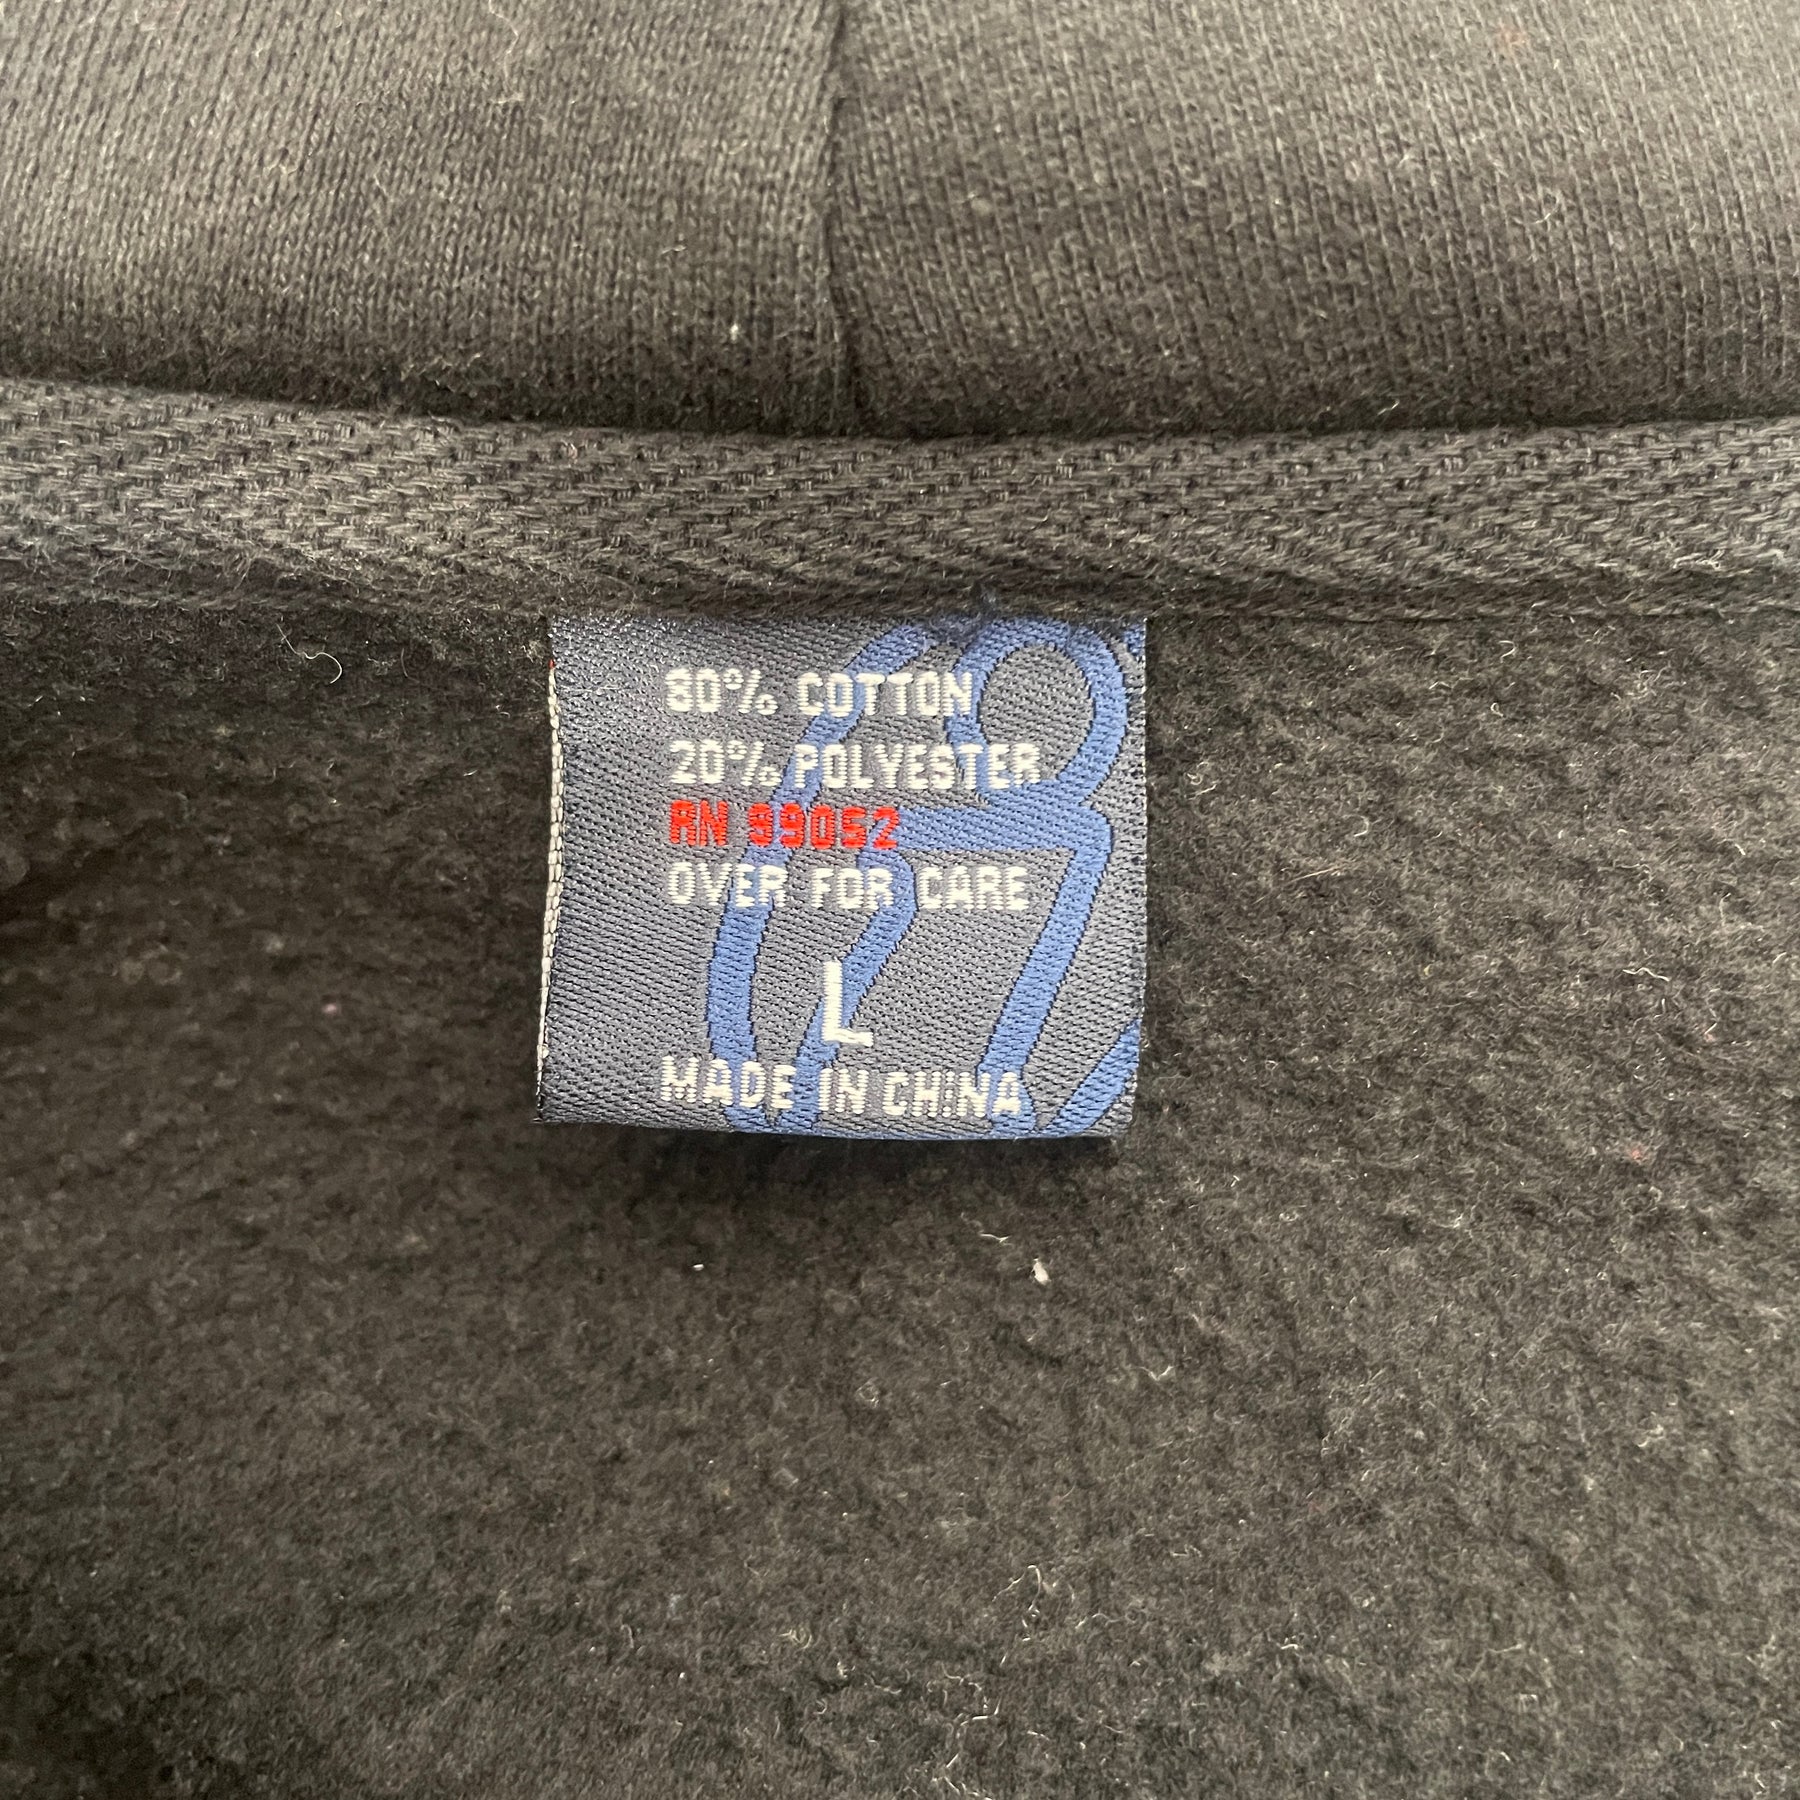 80% COTTON
20% POLYESTER
RN 99052
OVER FOR CARE
L
MADE IN CHINA